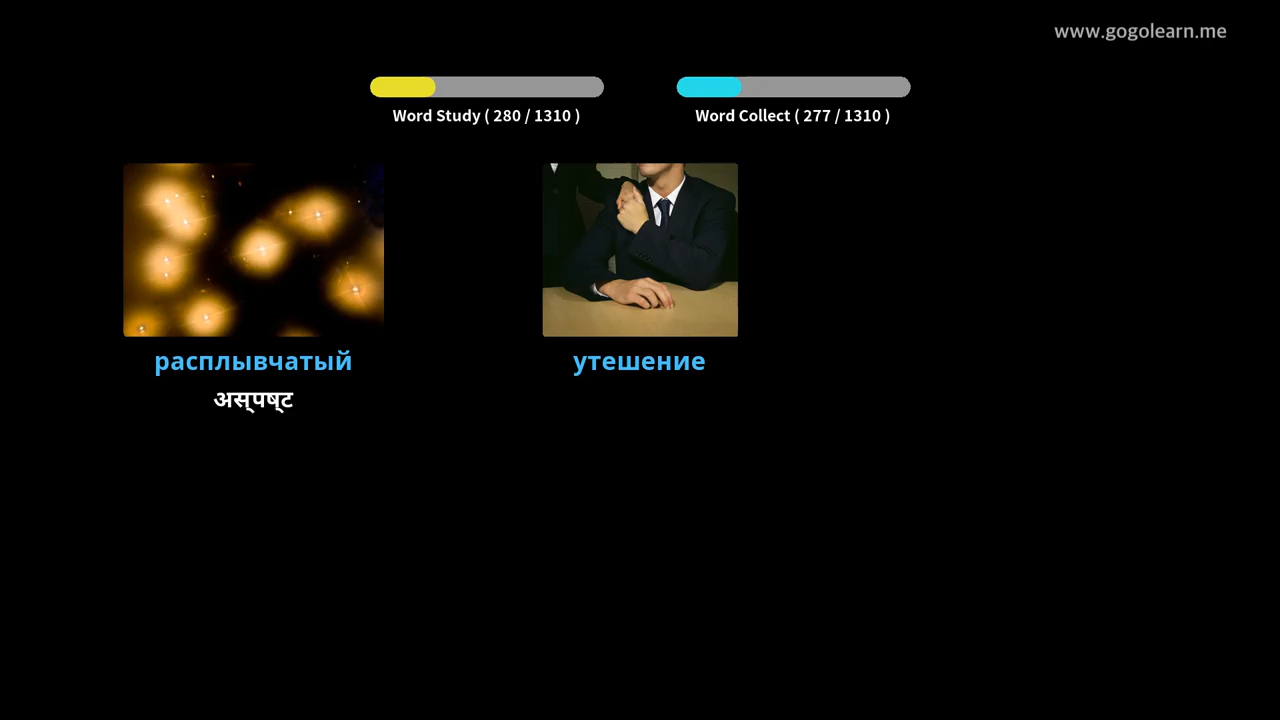 www.gogolearn.me
Word Study ( 280 / 1310 )
Word Collect ( 277 / 1310 )
расплывчатый
утешение
अस्पष्ट